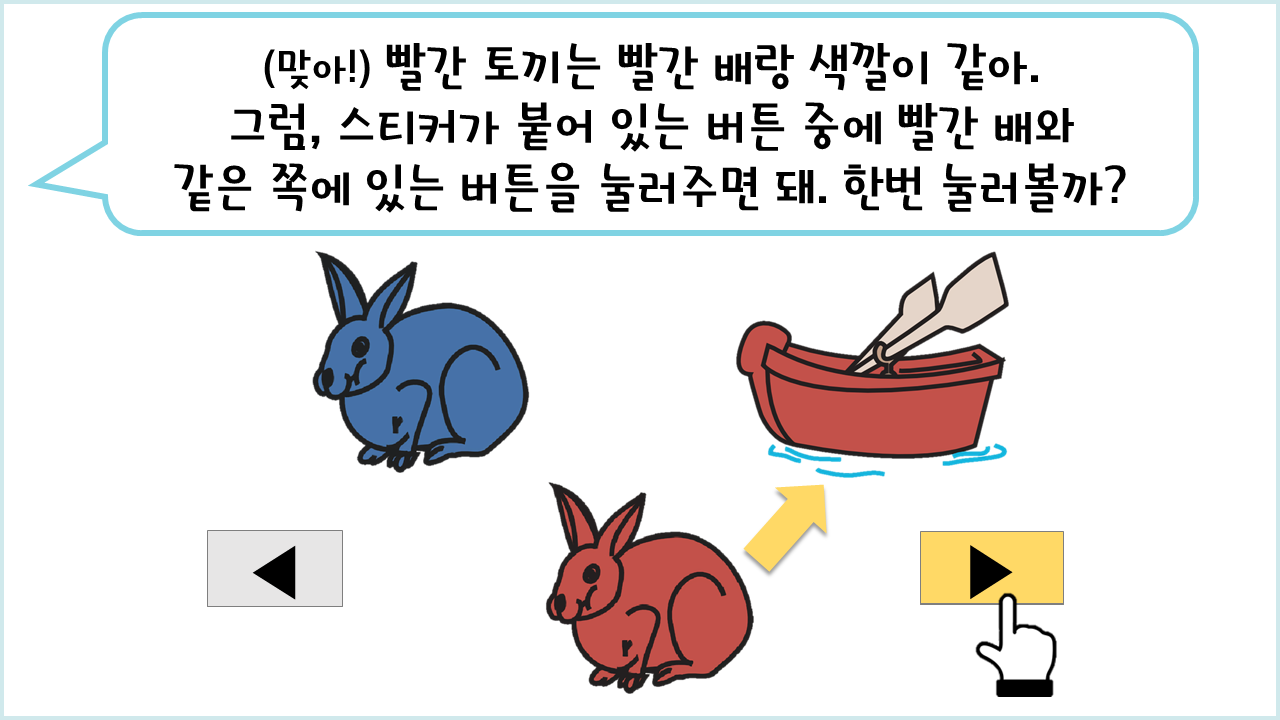 (맞아!) 빨간 토끼는 빨간 배랑 색깔이 같아.
그럼, 스티커가 붙어 있는 버튼 중에 빨간 배와
같은 쪽에 있는 버튼을 눌러주면 돼. 한번 눌러볼까?